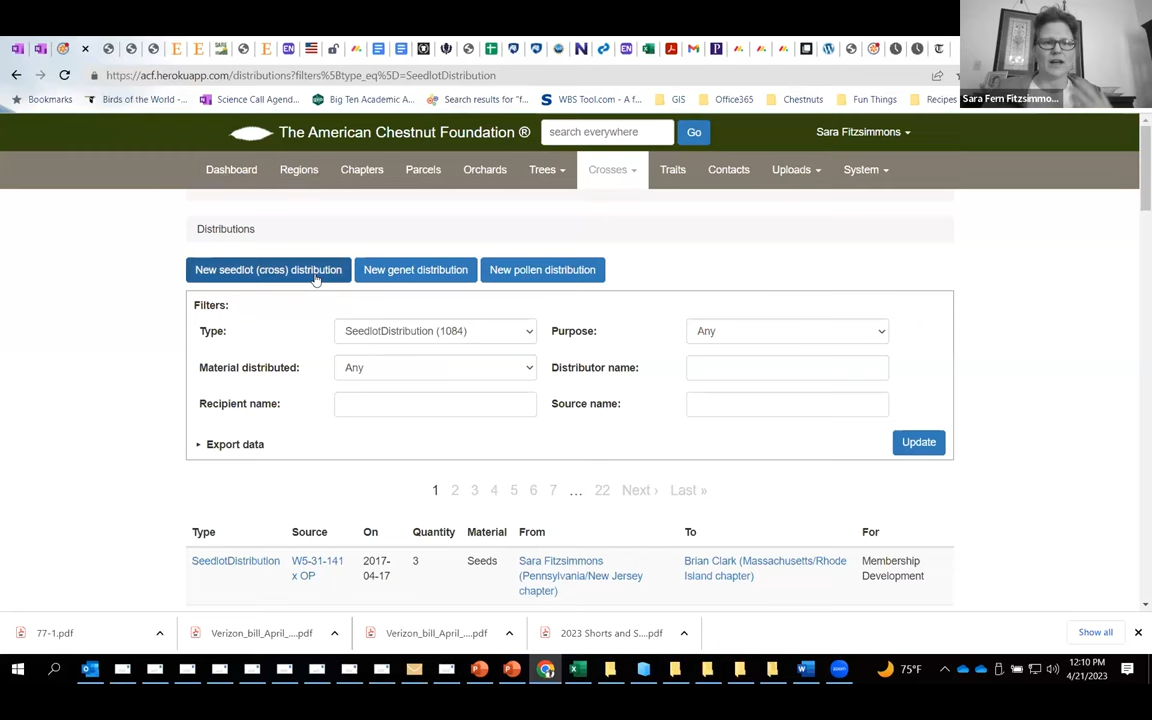 https://acf.herokuapp.com/distributions?filters%5Btype_eq%5D=SeedlotDistribution
Bookmarks Birds of the World -... Science Call Agend... Big Ten Academic A... Search results for "f... WBS Tool.com - A f... GIS Office365 Chestnuts Fun Things Recipes
Sara Fern Fitzsimmo...
The American Chestnut Foundation ® search everywhere Go Sara Fitzsimmons
Dashboard Regions Chapters Parcels Orchards Trees Crosses Traits Contacts Uploads System
Distributions
New seedlot (cross) distribution New genet distribution New pollen distribution
Filters:
Type: SeedlotDistribution (1084) Purpose: Any
Material distributed: Any Distributor name:
Recipient name: Source name:
Export data Update
1 2 3 4 5 6 7 ... 22 Next › Last »
Type Source On Quantity Material From To For
SeedlotDistribution W5-31-141 2017- 3 Seeds Sara Fitzsimmons Brian Clark (Massachusetts/Rhode Membership
x OP 04-17 (Pennsylvania/New Jersey Island chapter) Development
chapter)
77-1.pdf Verizon_bill_April_....pdf Verizon_bill_April_....pdf 2023 Shorts and S....pdf Show all
75°F 12:10 PM
4/21/2023